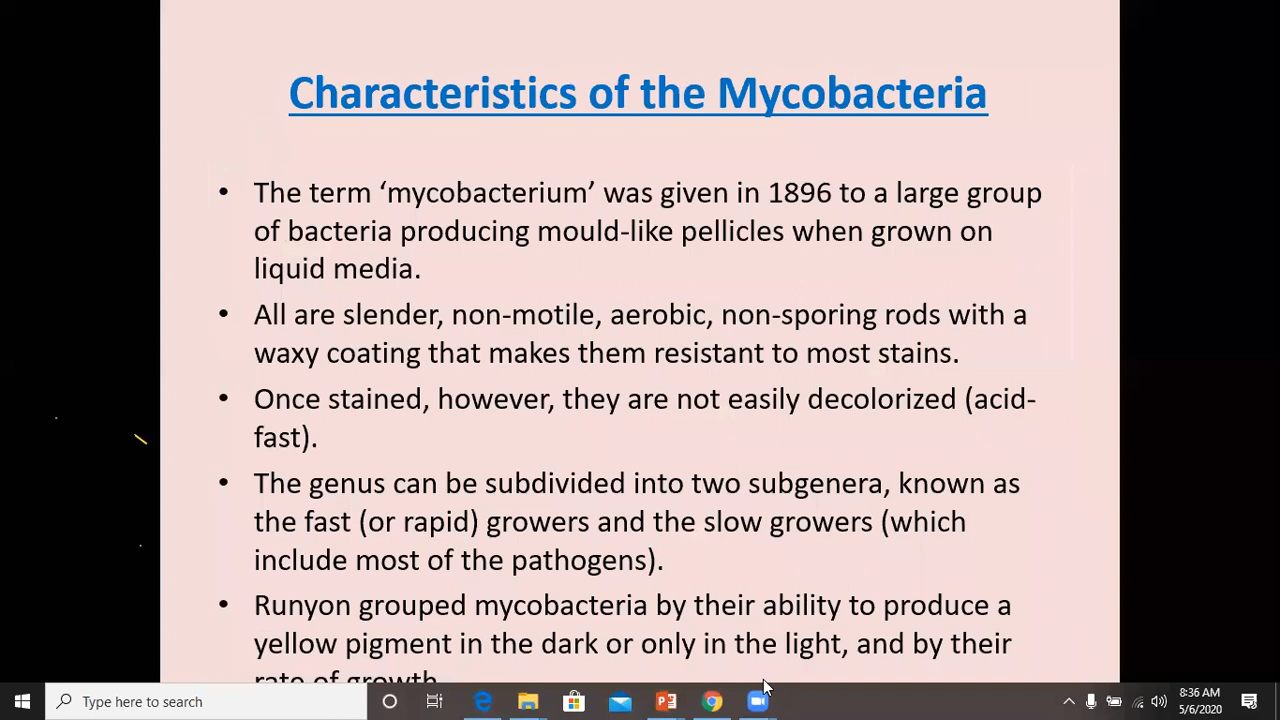 Characteristics of the Mycobacteria
• The term ‘mycobacterium’ was given in 1896 to a large group
of bacteria producing mould-like pellicles when grown on
liquid media.
• All are slender, non-motile, aerobic, non-sporing rods with a
waxy coating that makes them resistant to most stains.
• Once stained, however, they are not easily decolorized (acid-
fast).
• The genus can be subdivided into two subgenera, known as
the fast (or rapid) growers and the slow growers (which
include most of the pathogens).
• Runyon grouped mycobacteria by their ability to produce a
yellow pigment in the dark or only in the light, and by their
rate of growth
Type here to search
8:36 AM
5/6/2020